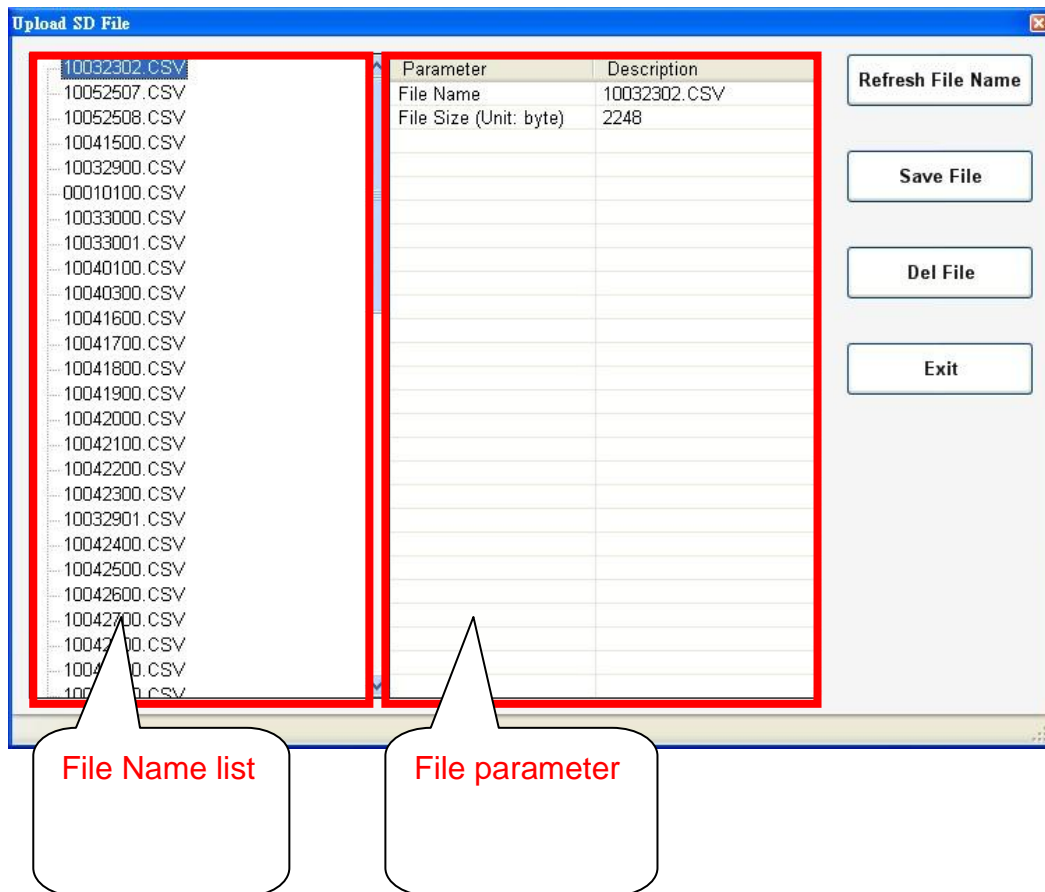 Upload SD File
10032302.CSV
10052507.CSV
10052508.CSV
10041500.CSV
10032900.CSV
00010100.CSV
10033000.CSV
10033001.CSV
10040100.CSV
10040300.CSV
10041600.CSV
10041700.CSV
10041800.CSV
10041900.CSV
10042000.CSV
10042100.CSV
10042200.CSV
10042300.CSV
10032901.CSV
10042400.CSV
10042500.CSV
10042600.CSV
10042700.CSV
Parameter Description
File Name 10032302.CSV
File Size (Unit: byte) 2248
Refresh File Name
Save File
Del File
Exit
File Name list
File parameter